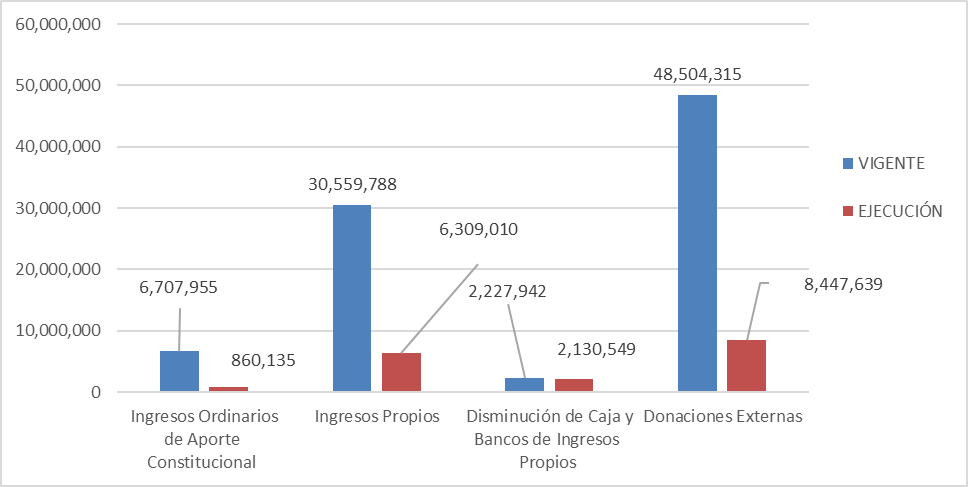 60,000,000
50,000,000
40,000,000
30,000,000
20,000,000
10,000,000
0
6,707,955
860,135
30,559,788
6,309,010
2,227,942
2,130,549
48,504,315
8,447,639
Ingresos Ordinarios
de Aporte
Constitucional
Ingresos Propios
Disminución de Caja y
Bancos de Ingresos
Propios
Donaciones Externas
VIGENTE
EJECUCIÓN